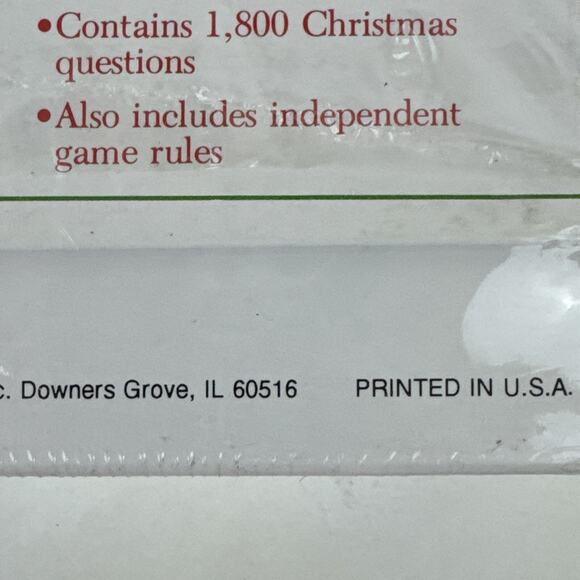 •Contains 1,800 Christmas
questions
•Also includes independent
game rules
c. Downers Grove, IL 60516 PRINTED IN U.S.A.